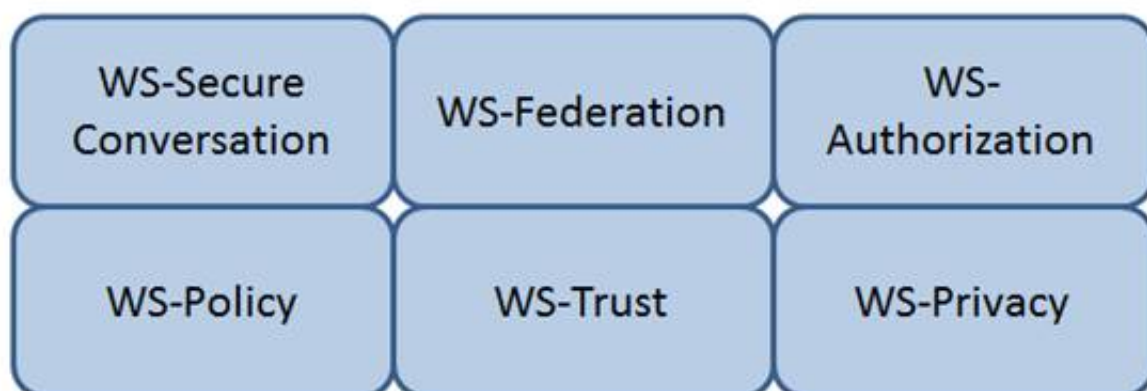 WS-Secure
Conversation
WS-Federation
WS-
Authorization
WS-Policy
WS-Trust
WS-Privacy